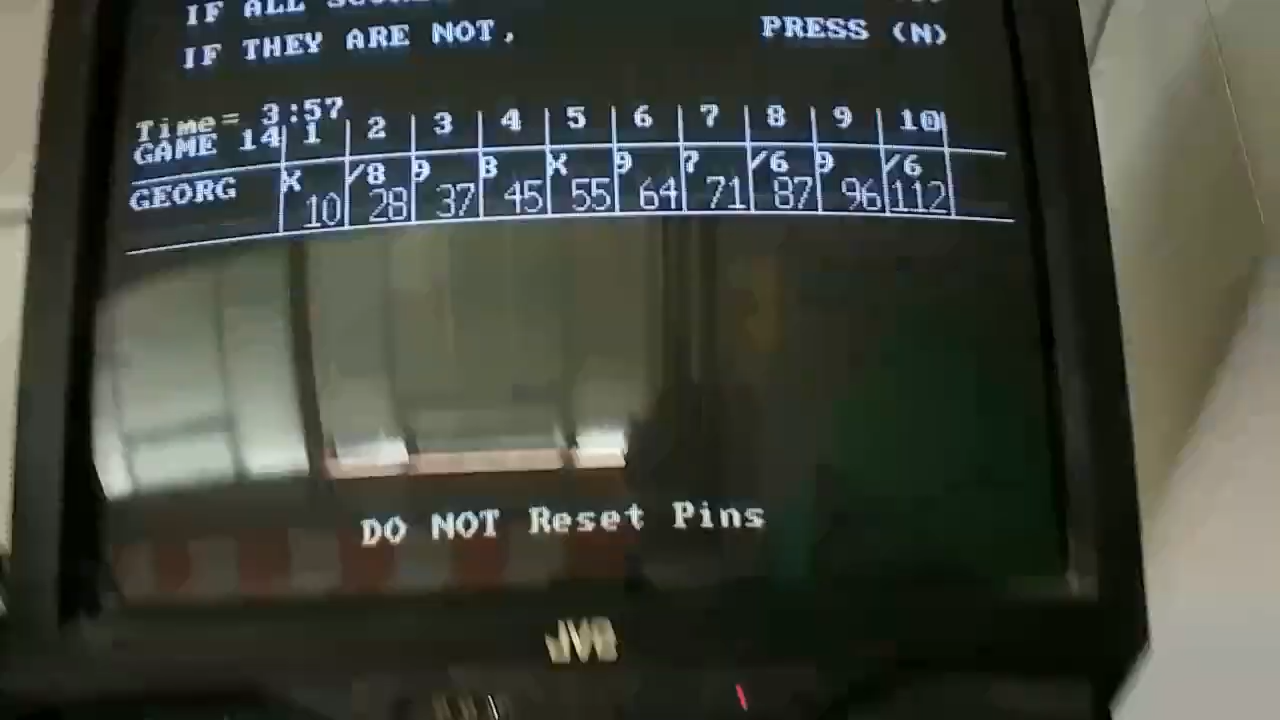 IF ALL
IF THEY ARE NOT, PRESS (N)
Time= 3:57
GAME 14 1 2 3 4 5 6 7 8 9 10
GEORG X /8 9 8 X 9 7 /6 9 /6
10 28 37 45 55 64 71 87 96 112
DO NOT Reset Pins
JVC